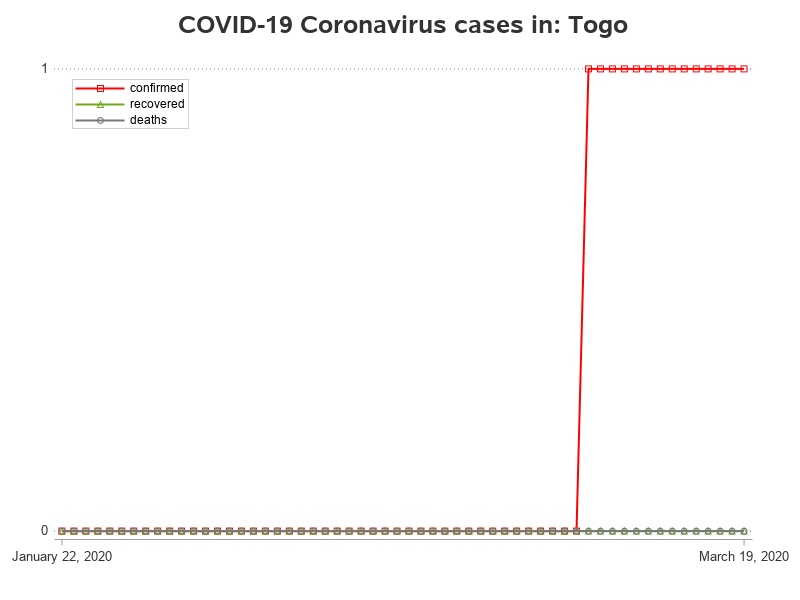 COVID-19 Coronavirus cases in: Togo
1
confirmed
recovered
deaths
0
January 22, 2020
March 19, 2020